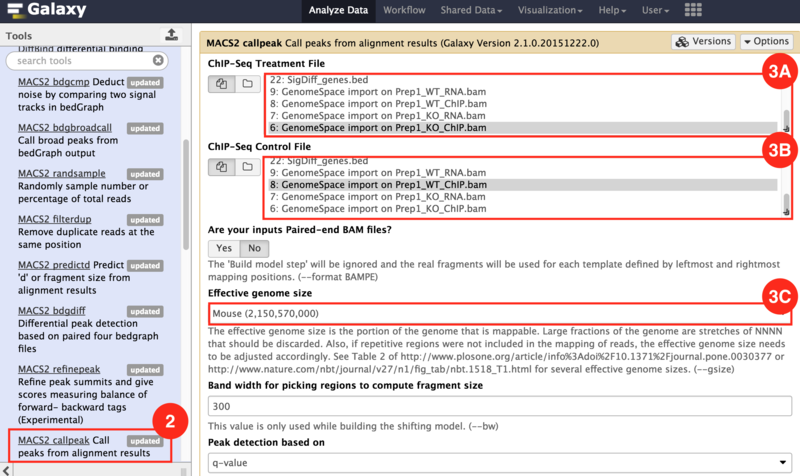 Galaxy
Analyze Data Workflow Shared Data Visualization Help User
Tools
Diffbind differential binding
search tools
MACS2 bdgcmp Deduct updated
noise by comparing two signal
tracks in bedGraph
MACS2 bdgbroadcall updated
Call broad peaks from
bedGraph output
MACS2 randsample updated
Randomly sample number or
percentage of total reads
MACS2 filterdup updated
Remove duplicate reads at the
same position
MACS2 predictd Predict updated
'd' or fragment size from
alignment results
MACS2 bdgdiff updated
Differential peak detection
based on paired four bedgraph
files
MACS2 refinepeak updated
Refine peak summits and give
scores measuring balance of
forward- backward tags
(Experimental)
2
MACS2 callpeak Call updated
peaks from alignment results
MACS2 callpeak Call peaks from alignment results (Galaxy Version 2.1.0.20151222.0)
Versions
Options
ChIP-Seq Treatment File
3A
22: SigDiff_genes.bed
9: GenomeSpace import on Prep1_WT_RNA.bam
8: GenomeSpace import on Prep1_WT_ChIP.bam
7: GenomeSpace import on Prep1_KO_RNA.bam
6: GenomeSpace import on Prep1_KO_ChIP.bam
ChIP-Seq Control File
3B
22: SigDiff_genes.bed
9: GenomeSpace import on Prep1_WT_RNA.bam
8: GenomeSpace import on Prep1_WT_ChIP.bam
7: GenomeSpace import on Prep1_KO_RNA.bam
6: GenomeSpace import on Prep1_KO_ChIP.bam
Are your inputs Paired-end BAM files?
Yes No
The 'Build model step' will be ignored and the real fragments will be used for each template defined by leftmost and rightmost
mapping positions. (--format BAMPE)
Effective genome size
3C
Mouse (2,150,570,000)
The effective genome size is the portion of the genome that is mappable. Large fractions of the genome are stretches of NNNN
that should be discarded. Also, if repetitive regions were not included in the mapping of reads, the effective genome size needs
to be adjusted accordingly. See Table 2 of http://www.plosone.org/article/info%3Adoi%2F10.1371%2Fjournal.pone.0030377 or
http://www.nature.com/nbt/journal/v27/n1/fig_tab/nbt.1518_T1.html for several effective genome sizes. (--gsize)
Band width for picking regions to compute fragment size
300
This value is only used while building the shifting model. (--bw)
Peak detection based on
q-value